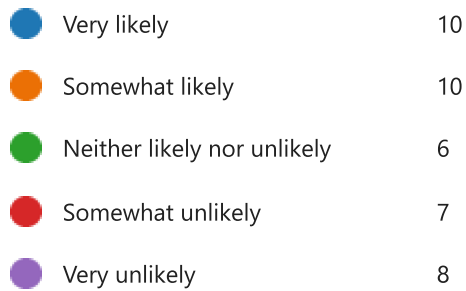 Very likely 10
Somewhat likely 10
Neither likely nor unlikely 6
Somewhat unlikely 7
Very unlikely 8